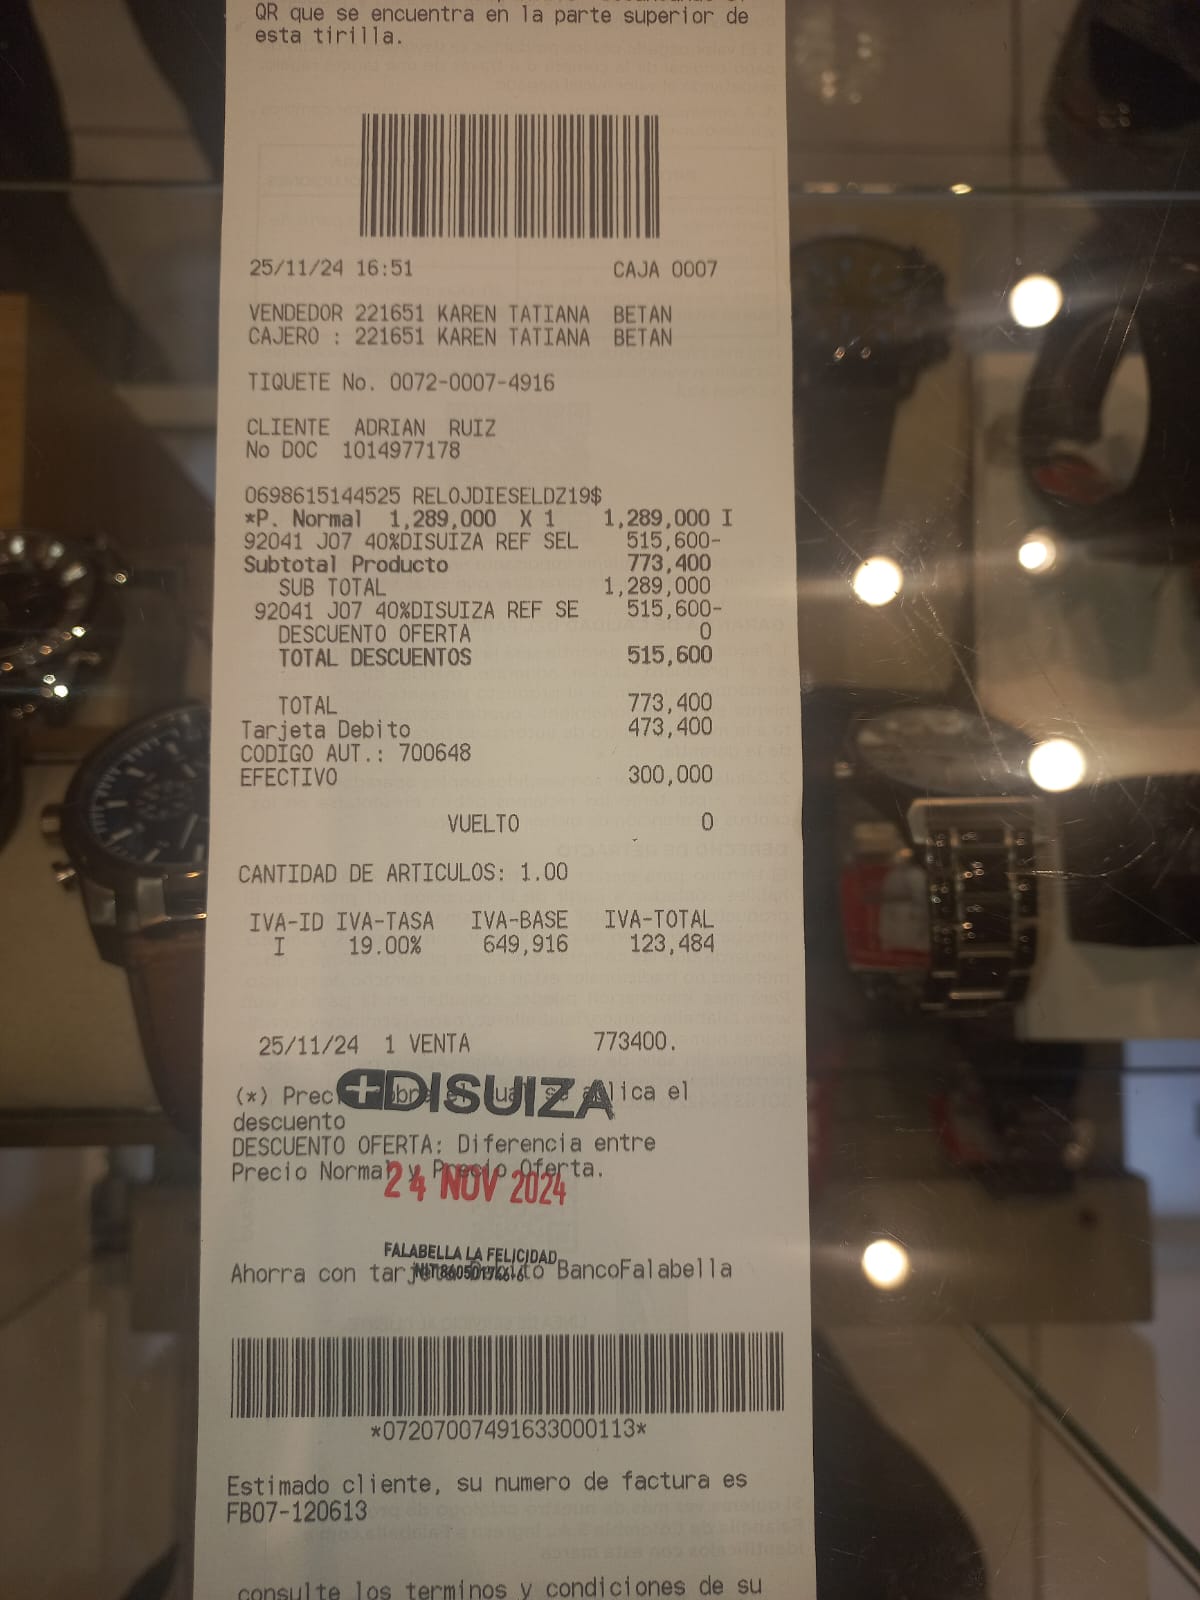 QR que se encuentra en la parte superior de
esta tirilla.
25/11/24 16:51 CAJA 0007
VENDEDOR 221651 KAREN TATIANA BETAN
CAJERO : 221651 KAREN TATIANA BETAN
TIQUETE No. 0072-0007-4916
CLIENTE ADRIAN RUIZ
No DOC 1014977178
0698615144525 RELOJDIESELDZ19$
*P. Normal 1,289,000 X 1 1,289,000 I
92041 J07 40%DISUIZA REF SEL 515,600-
Subtotal Producto 773,400
SUB TOTAL 1,289,000
92041 J07 40%DISUIZA REF SE 515,600-
DESCUENTO OFERTA 0
TOTAL DESCUENTOS 515,600
TOTAL 773,400
Tarjeta Debito 473,400
CODIGO AUT.: 700648
EFECTIVO 300,000
VUELTO 0
CANTIDAD DE ARTICULOS: 1.00
IVA-ID IVA-TASA IVA-BASE IVA-TOTAL
I 19.00% 649,916 123,484
25/11/24 1 VENTA 773400.
DISUIZA
(*) se aplica el
descuento
DESCUENTO OFERTA: Diferencia entre
Precio Normal y Precio Oferta.
24 NOV 2024
FALABELLA LA FELICIDAD
Ahorra con BancoFalabella
*07207007491633000113*
Estimado cliente, su numero de factura es
FB07-120613
consulte los terminos y condiciones de su